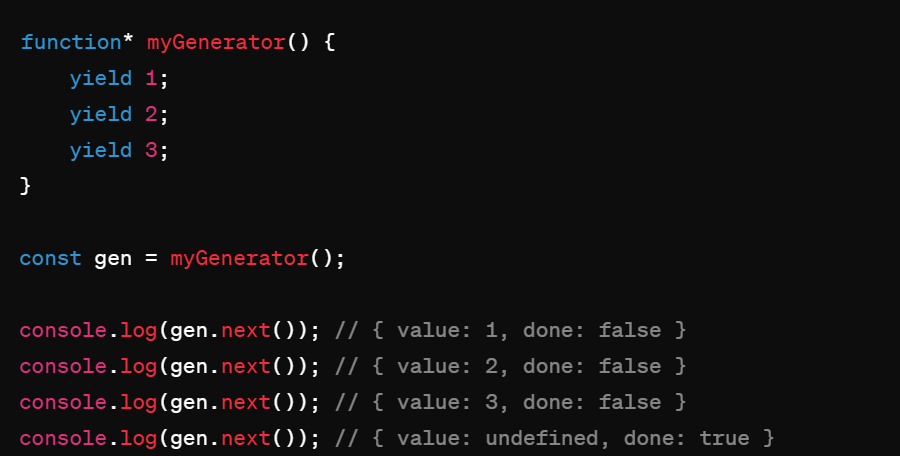 function* myGenerator() {
    yield 1;
    yield 2;
    yield 3;
}
const gen = myGenerator();
console.log(gen.next()); // { value: 1, done: false }
console.log(gen.next()); // { value: 2, done: false }
console.log(gen.next()); // { value: 3, done: false }
console.log(gen.next()); // { value: undefined, done: true }